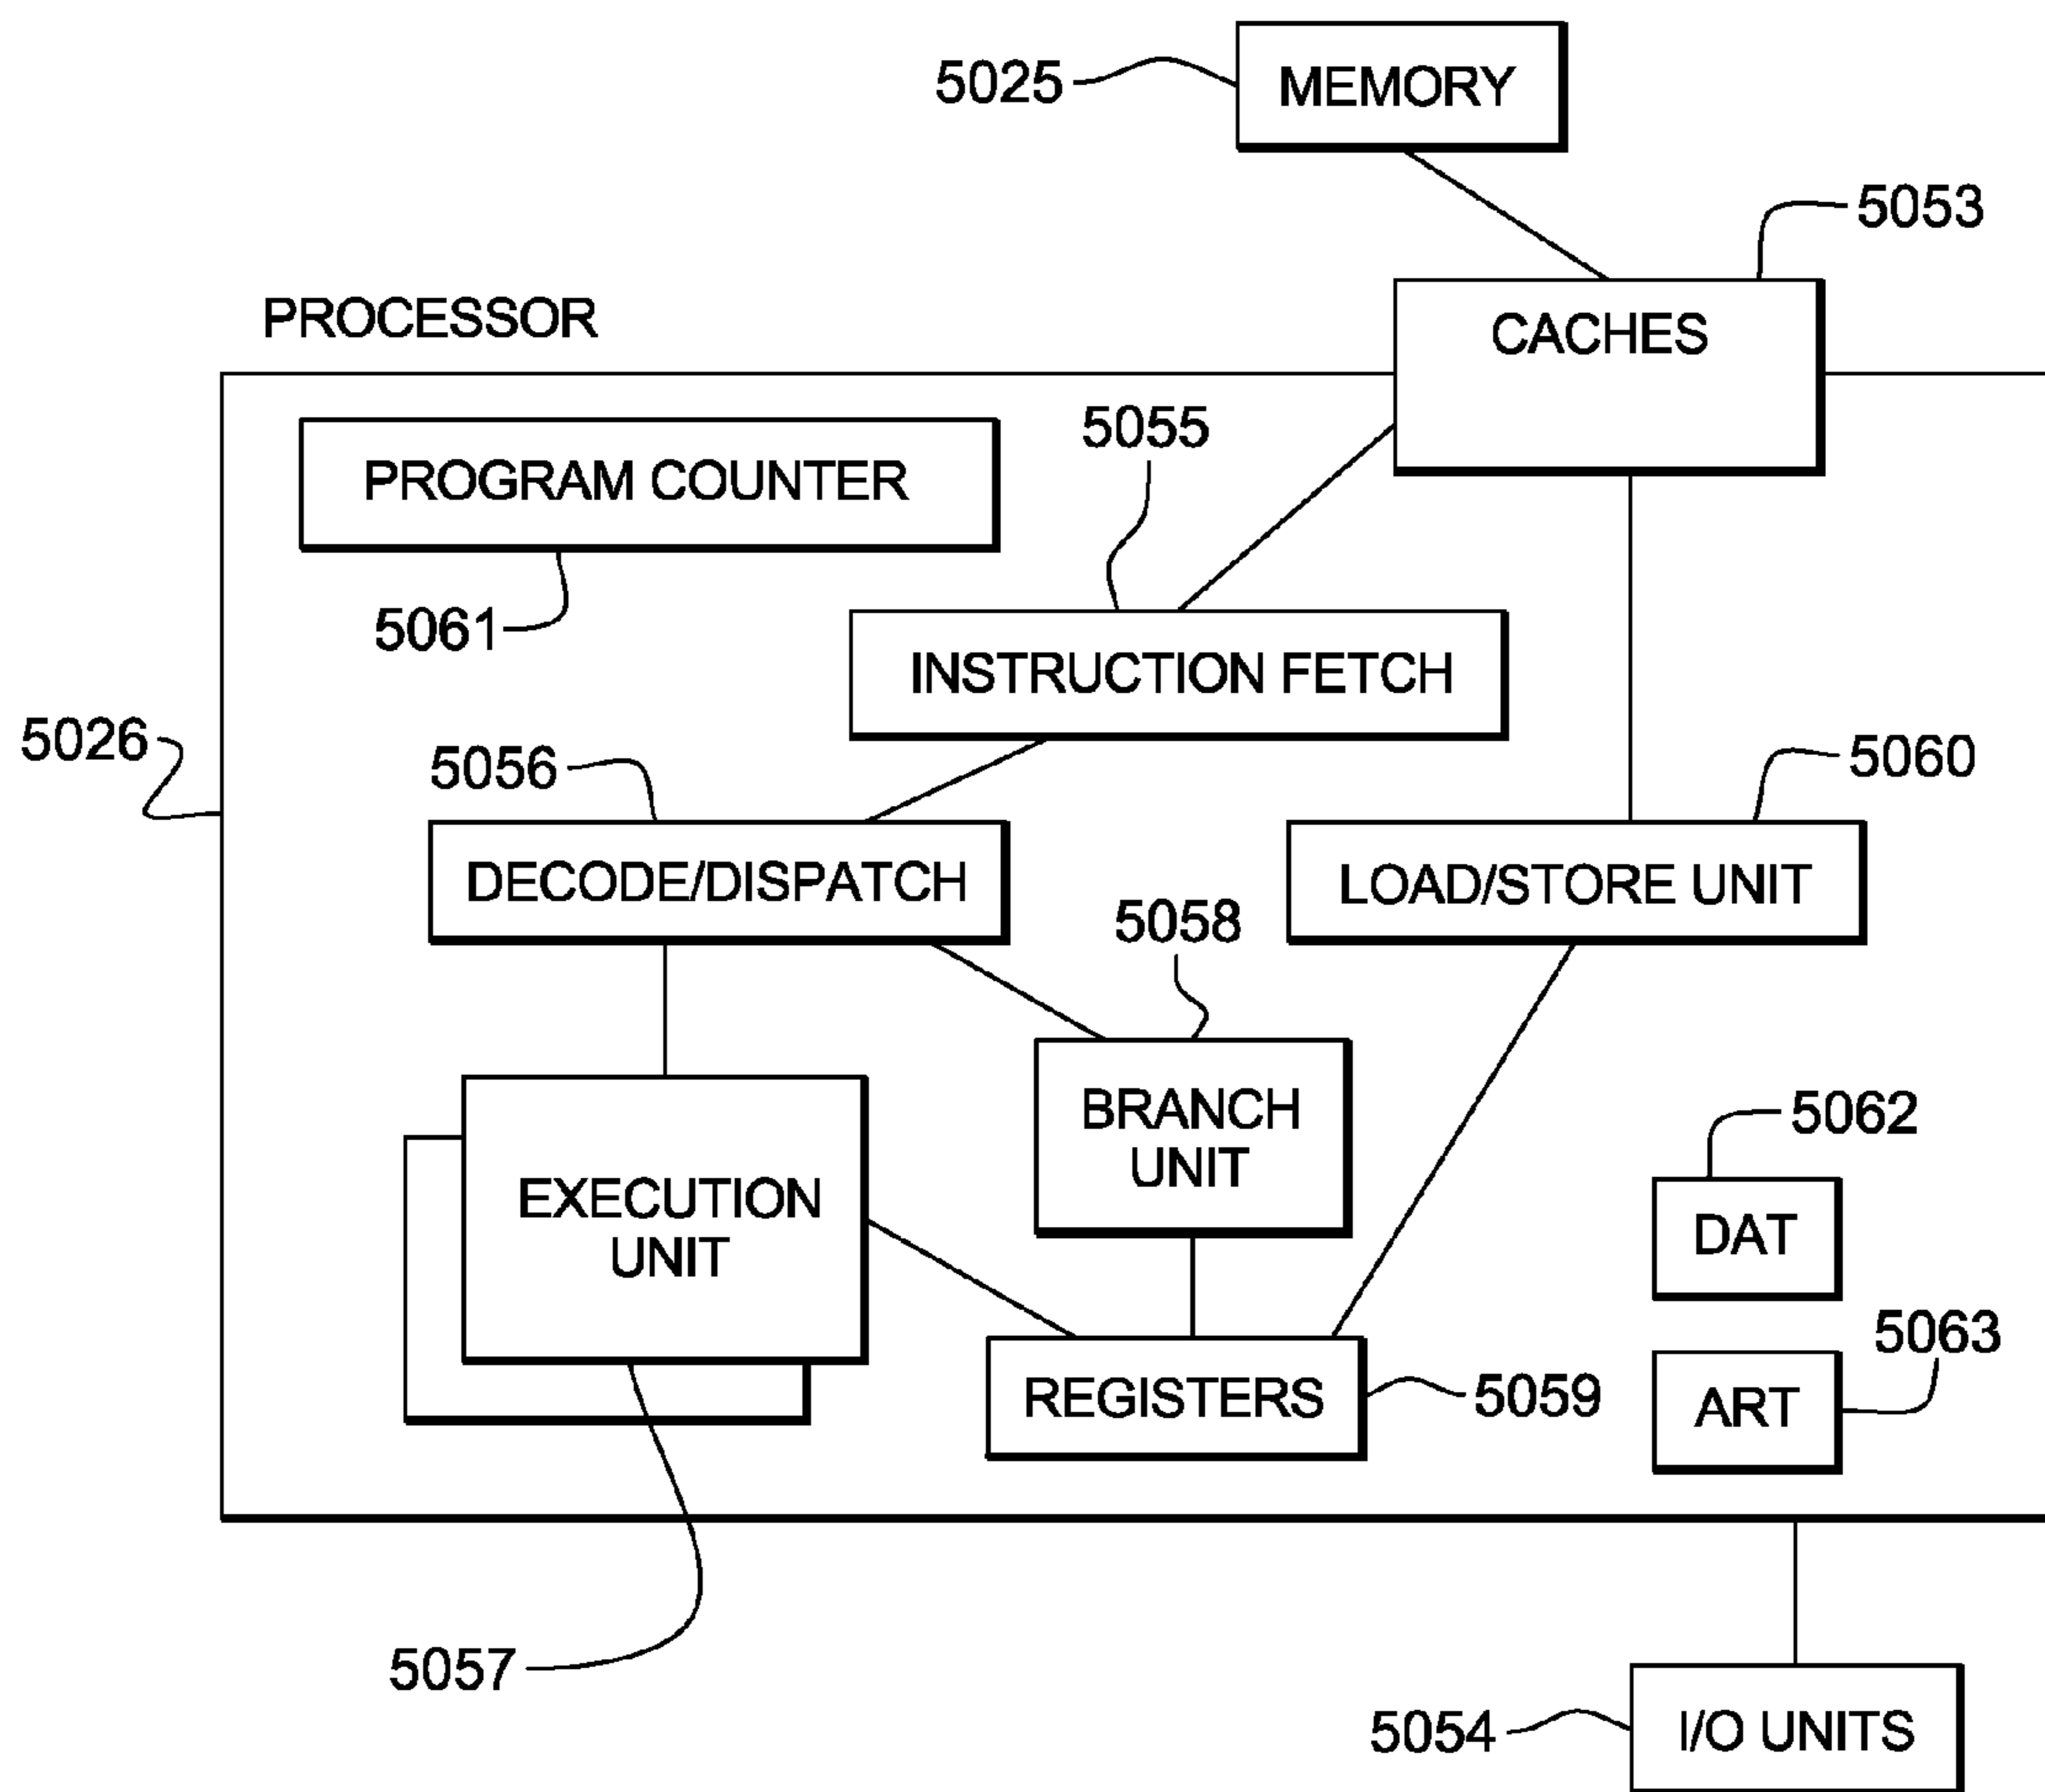 MEMORY
5025
5053
CACHES
PROCESSOR
5055
PROGRAM COUNTER
5061
INSTRUCTION FETCH
5026
5056
5060
DECODE/DISPATCH
LOAD/STORE UNIT
5058
BRANCH
UNIT
5062
EXECUTION
UNIT
DAT
5063
REGISTERS
5059
ART
5057
5054
I/O UNITS